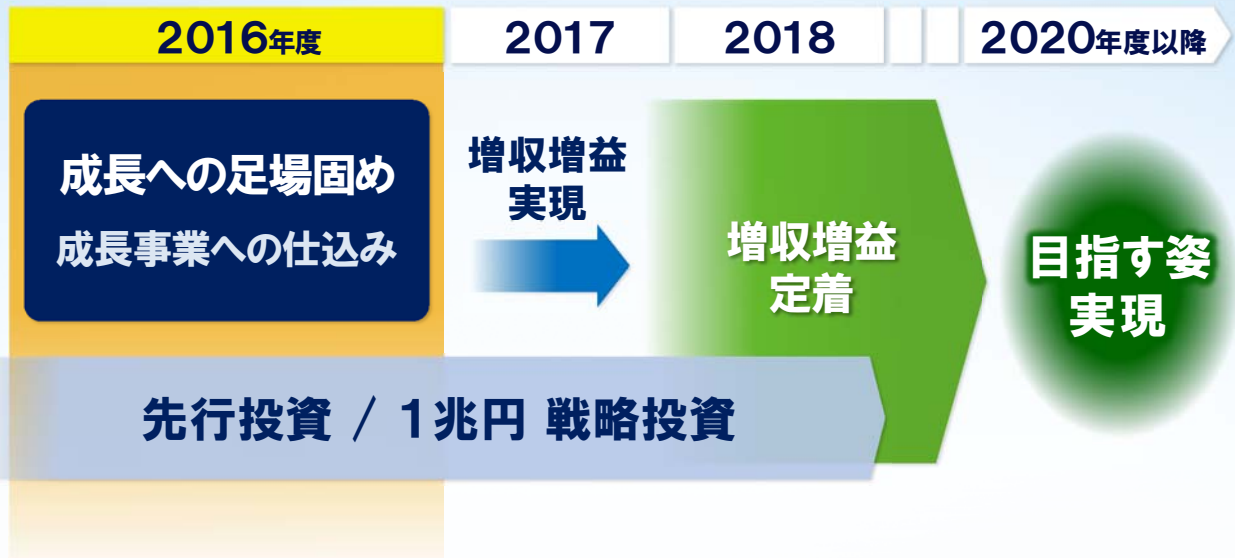 2016年度
2017
2018
2020年度以降
成長への足場固め
成長事業への仕込み
増収増益
実現
増収増益
定着
目指す姿
実現
先行投資 / 1兆円 戦略投資